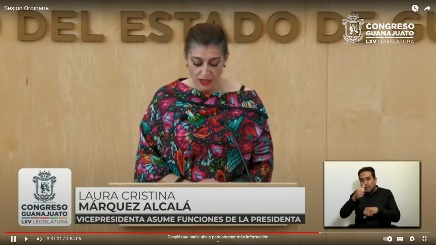 Sesión Ordinaria
DEL ESTADO DE GUA
CONGRESO
GUANAJUATO
LXV LEGISLATURA
CONGRESO
GUANAJUATO
LXV LEGISLATURA
LAURA CRISTINA
MÁRQUEZ ALCALÁ
VICEPRESIDENTA ASUME FUNCIONES DE LA PRESIDENTA